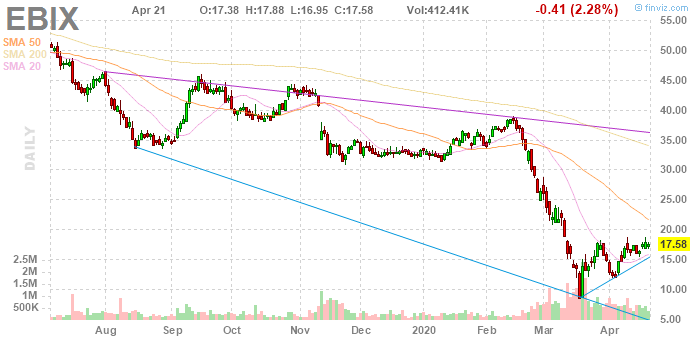 EBIX Apr 21 O:17.38 H:17.88 L:16.95 C:17.58 Vol:412.41K -0.41 (2.28%) © finviz.com
SMA 50
SMA 200
SMA 20
DAILY
55.00
50.00
45.00
40.00
35.00
30.00
25.00
20.00
17.58
15.00
10.00
5.00
2.5M
2M
1.5M
1M
500K
Aug Sep Oct Nov Dec 2020 Feb Mar Apr